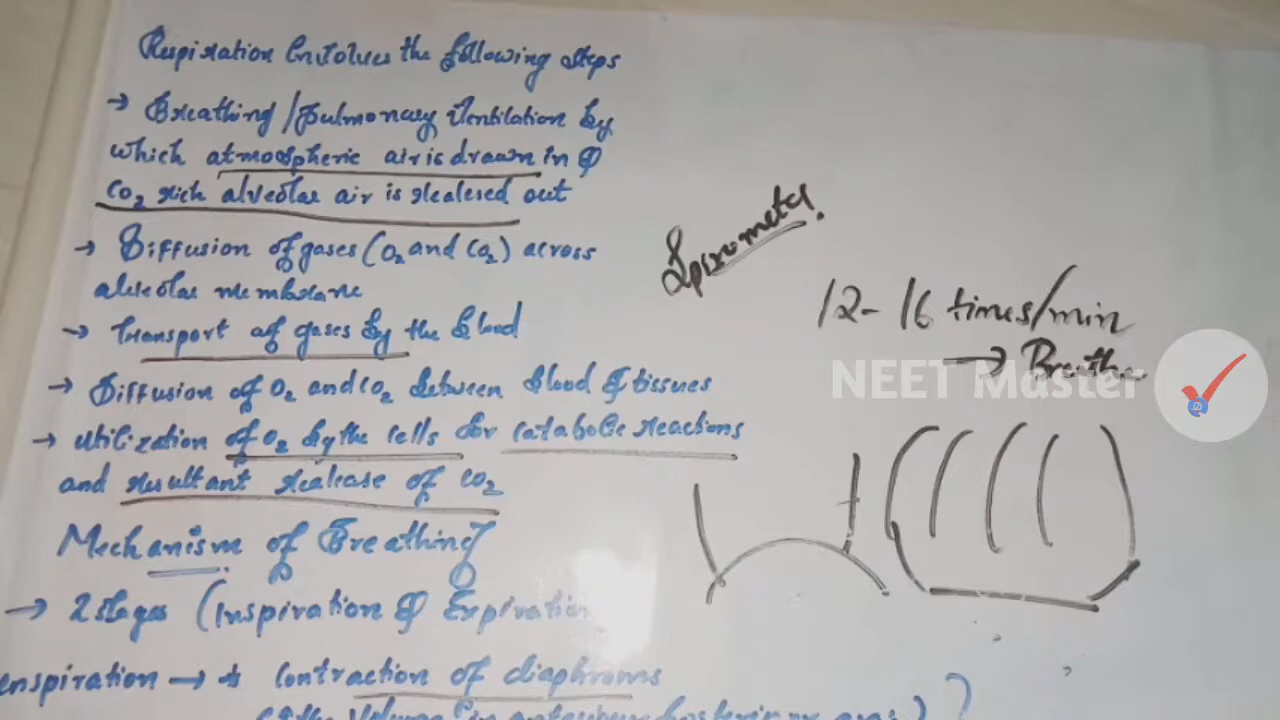 Respiration Involves the following Steps
→ Breathing/Pulmonary Ventilation by
which atmospheric air is drawn in &
CO2 rich alveolar air is realesed out
→ Diffusion of gases (O2 and CO2) across
alveolar membrane
→ Transport of gases by the blood
→ Diffusion of O2 and CO2 between blood & tissues
→ Utilization of O2 by the cells for catabolic reactions
and resultant realease of CO2
Mechanism of Breathing
→ 2 stages (Inspiration & Expiration
Inspiration → Contraction of diaphroms
Spirometer.
12-16 times/min
→ Breathe
NEET Master